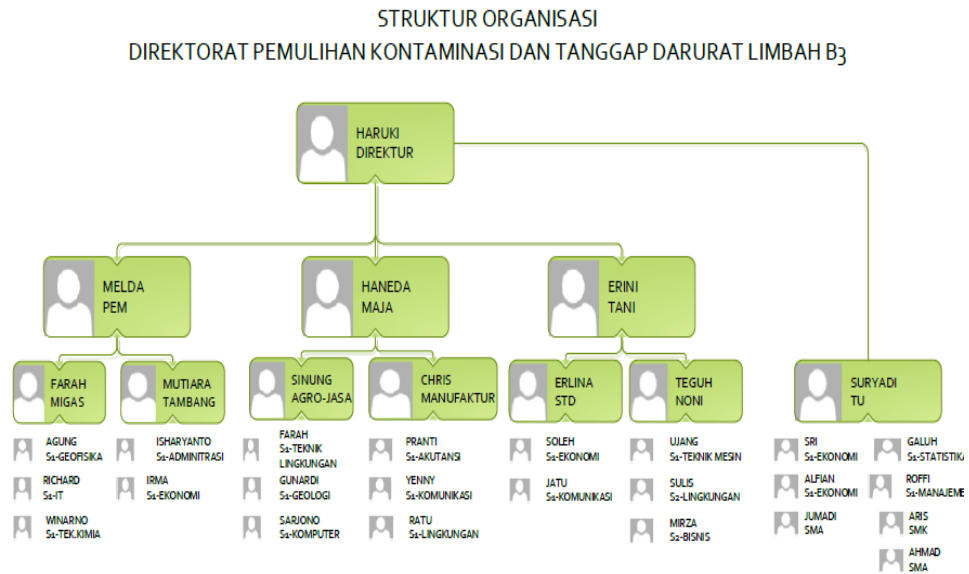 STRUKTUR ORGANISASI
DIREKTORAT PEMULIHAN KONTAMINASI DAN TANGGAP DARURAT LIMBAH B3
HARUKI
DIREKTUR
MELDA
PEM
HANEDA
MAJA
ERINI
TANI
FARAH
MIGAS
MUTIARA
TAMBANG
SINUNG
AGRO-JASA
CHRIS
MANUFAKTUR
ERLINA
STD
TEGUH
NONI
SURYADI
TU
AGUNG
S1-GEOFISIKA
RICHARD
S1-IT
WINARNO
S1-TEK.KIMIA
ISHARYANTO
S1-ADMINITRASI
IRMA
S1-EKONOMI
FARAH
S1-TEKNIK
LINGKUNGAN
GUNARDI
S1-GEOLOGI
SARJONO
S1-KOMPUTER
PRANTI
S1-AKUTANSI
YENNY
S1-KOMUNIKASI
RATU
S1-LINGKUNGAN
SOLEH
S1-EKONOMI
JATU
S1-KOMUNIKASI
UJANG
S1-TEKNIK MESIN
SULIS
S2-LINGKUNGAN
MIRZA
S2-BISNIS
SRI
S1-EKONOMI
ALFIAN
S1-EKONOMI
JUMADI
SMA
GALUH
S1-STATISTIKA
ROFFI
S1-MANAJEME
ARIS
SMK
AHMAD
SMA